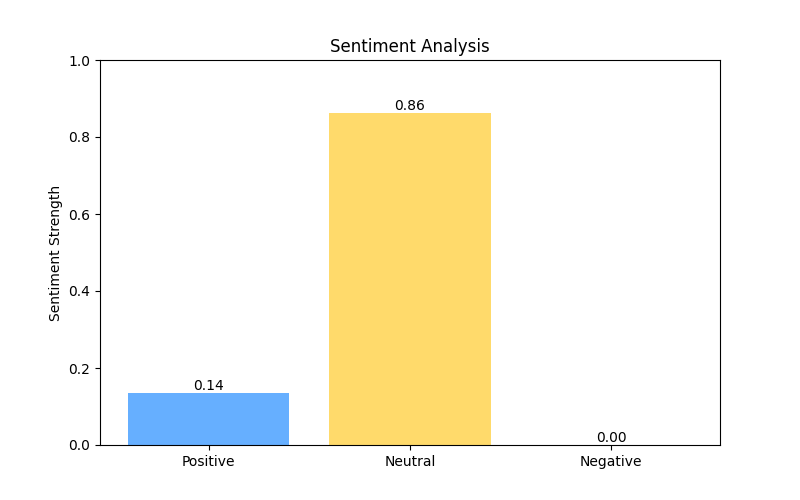 Sentiment Analysis
Sentiment Strength
1.0
0.8
0.6
0.4
0.2
0.0
0.14
0.86
0.00
Positive
Neutral
Negative